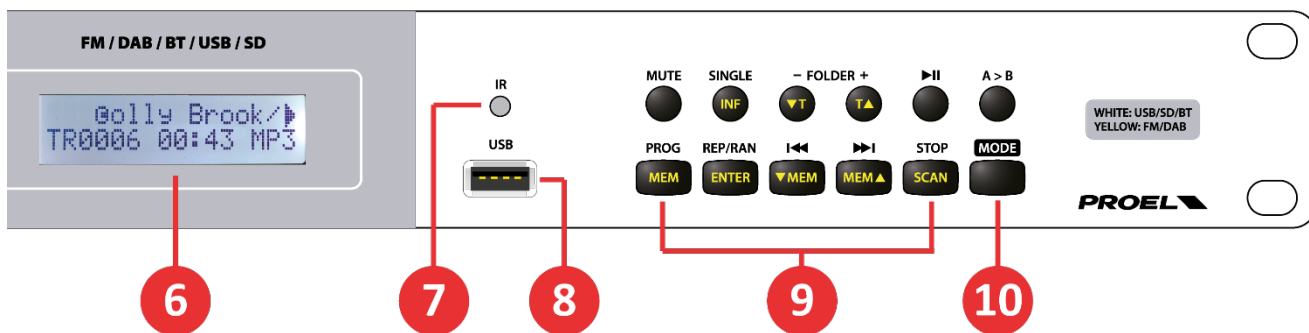 FM / DAB / BT / USB / SD
@olly Brook/
TR0006 00:43 MP3
IR
USB
MUTE SINGLE – FOLDER + A > B
INF ▼T T▲
PROG REP/RAN STOP MODE
MEM ENTER ▼MEM MEM▲ SCAN
WHITE: USB/SD/BT
YELLOW: FM/DAB
PROEL
6 7 8 9 10